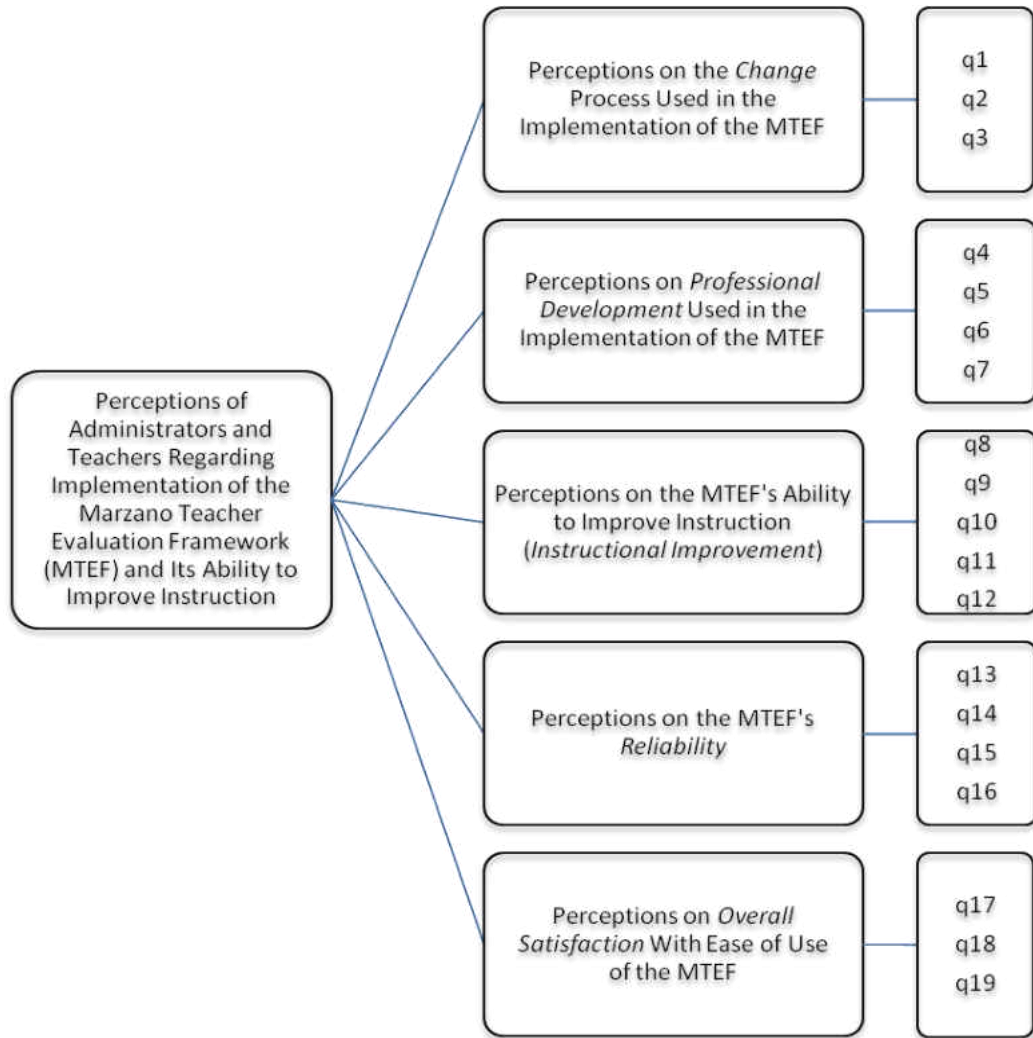 Perceptions of
Administrators and
Teachers Regarding
Implementation of the
Marzano Teacher
Evaluation Framework
(MTEF) and Its Ability to
Improve Instruction
Perceptions on the Change
Process Used in the
Implementation of the MTEF
q1
q2
q3
Perceptions on Professional
Development Used in the
Implementation of the MTEF
q4
q5
q6
q7
Perceptions on the MTEF's Ability
to Improve Instruction
(Instructional Improvement)
q8
q9
q10
q11
q12
Perceptions on the MTEF's
Reliability
q13
q14
q15
q16
Perceptions on Overall
Satisfaction With Ease of Use
of the MTEF
q17
q18
q19